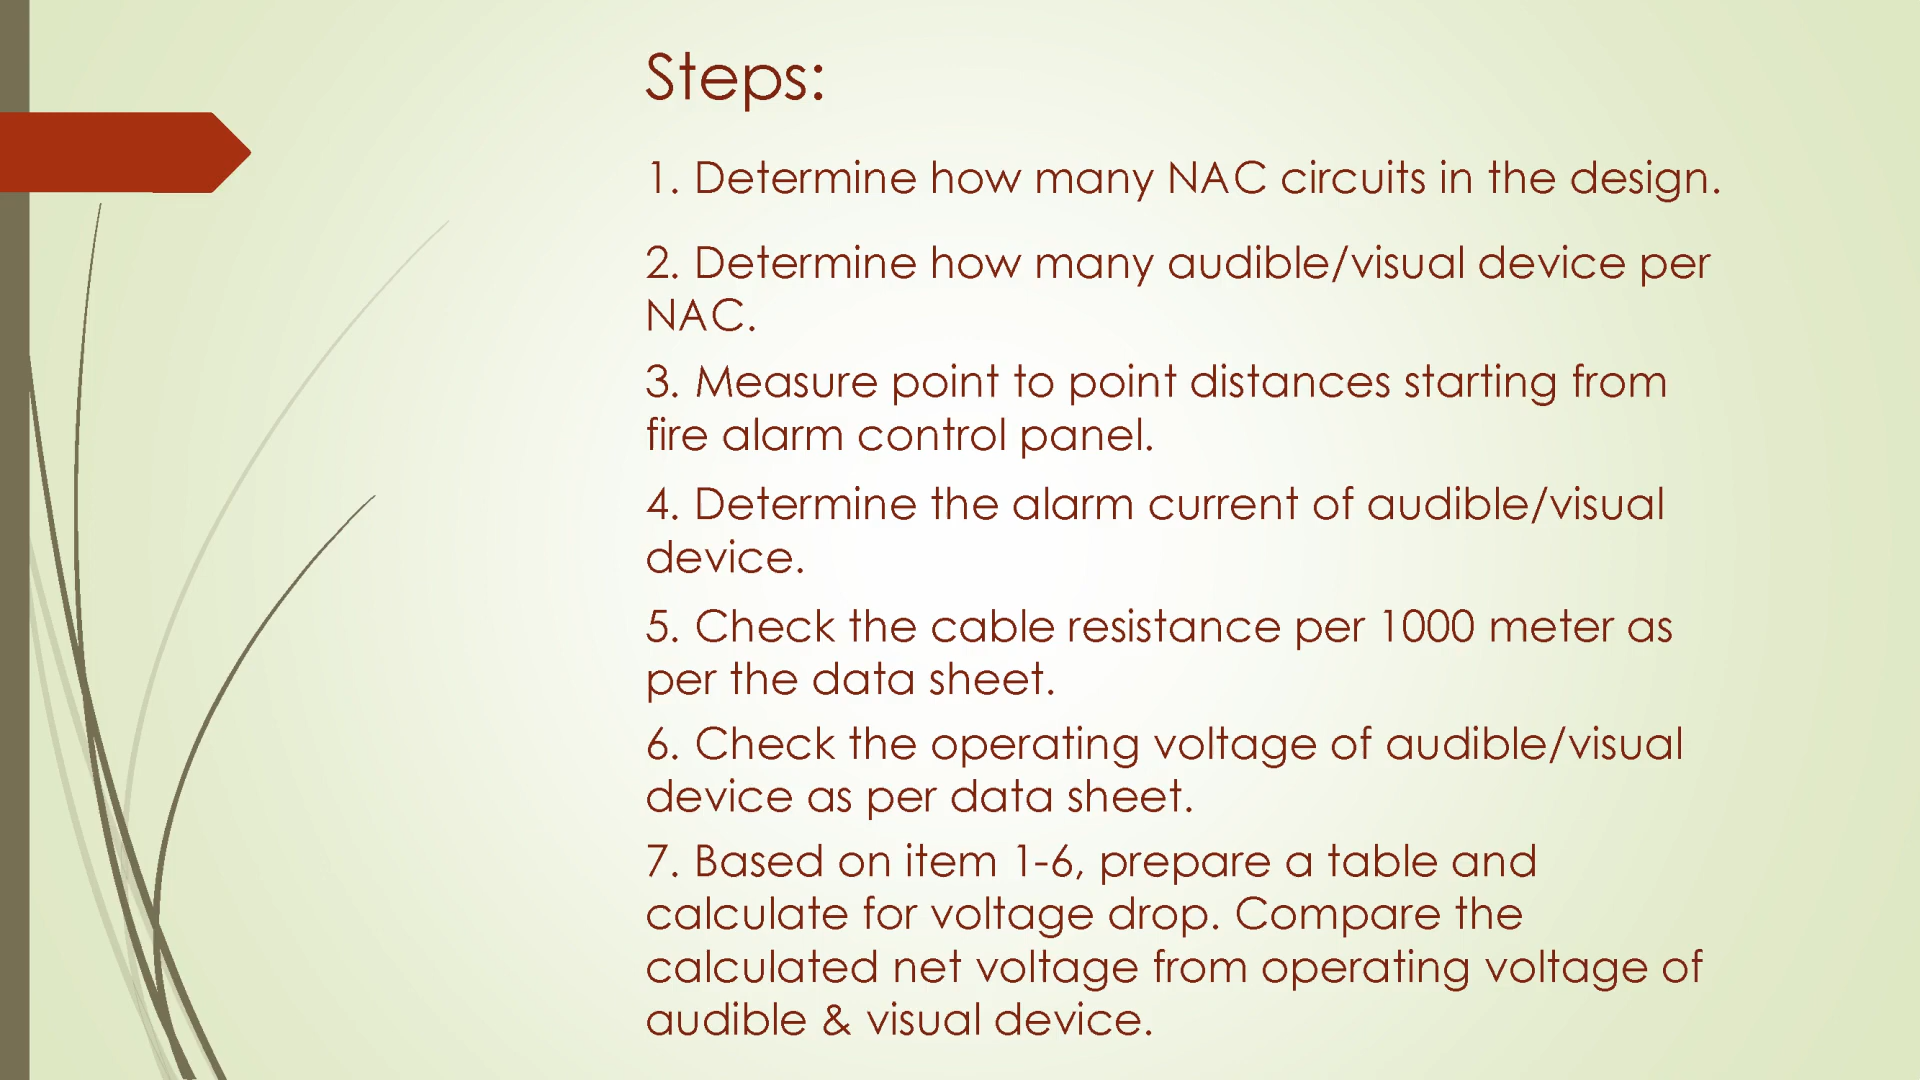 Steps:
1. Determine how many NAC circuits in the design.
2. Determine how many audible/visual device per
NAC.
3. Measure point to point distances starting from
fire alarm control panel.
4. Determine the alarm current of audible/visual
device.
5. Check the cable resistance per 1000 meter as
per the data sheet.
6. Check the operating voltage of audible/visual
device as per data sheet.
7. Based on item 1-6, prepare a table and
calculate for voltage drop. Compare the
calculated net voltage from operating voltage of
audible & visual device.